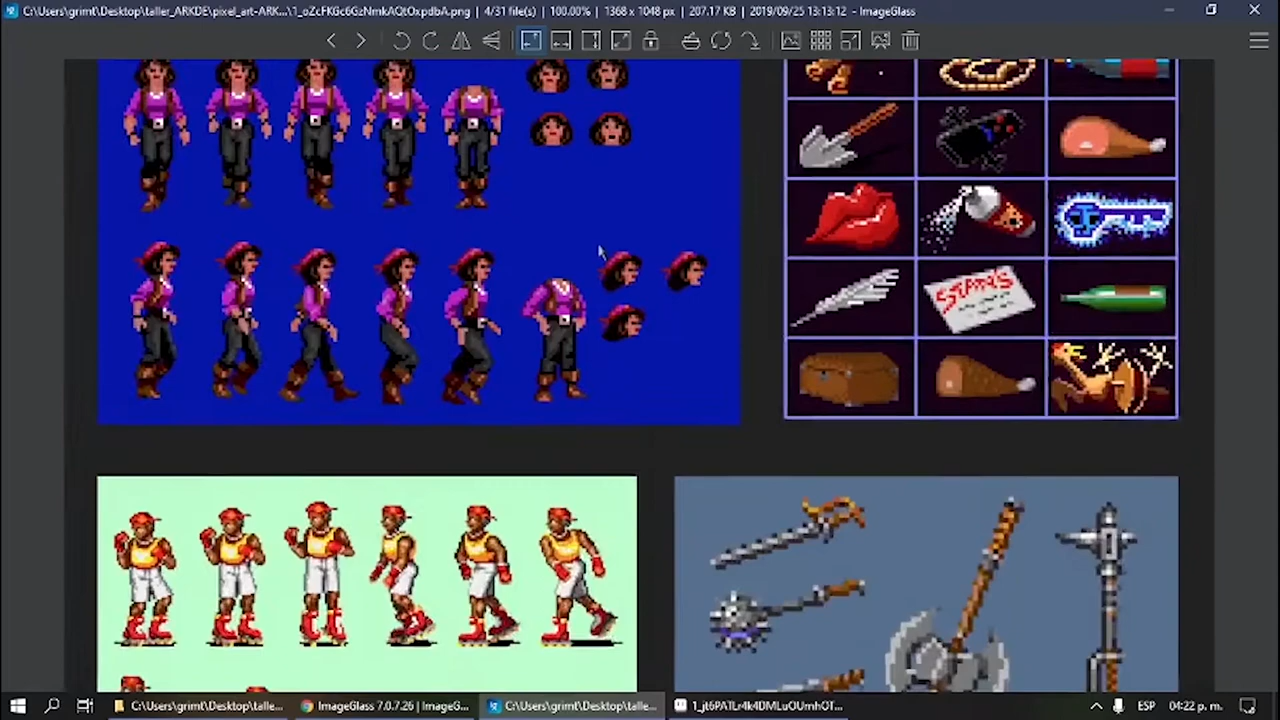 C:\Users\grimt\Desktop\taller_ARKDE\pixel_art-ARK...\1_oZcFKGc6GzNmkAQtOxpdbA.png | 4/31 file(s) | 100.00% | 1368 x 1048 px | 207.17 KB | 2019/09/25 13:13:12 - ImageGlass
C:\Users\grimt\Desktop\talle...
ImageGlass 7.0.7.26 | ImageG...
C:\Users\grimt\Desktop\talle...
1_jt6PATLr4k4DMLuOUmhOT...
ESP
04:22 p. m.